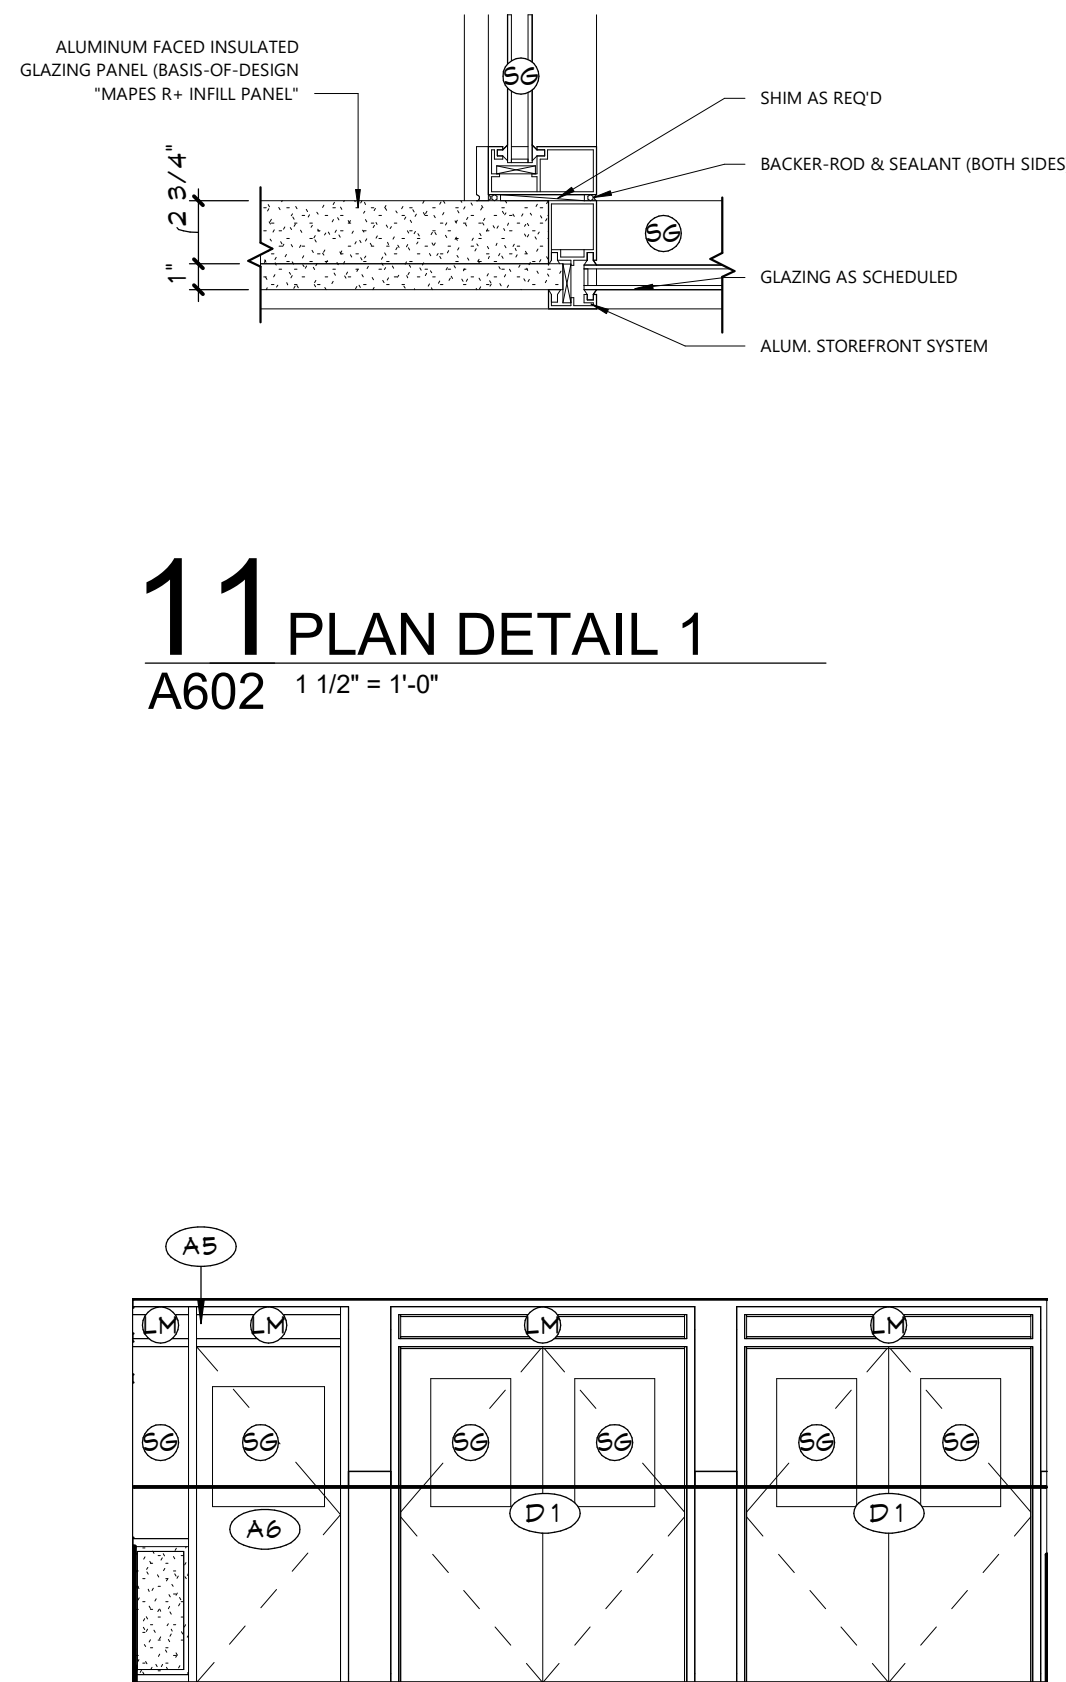 ALUMINUM FACED INSULATED
GLAZING PANEL (BASIS-OF-DESIGN
"MAPES R+ INFILL PANEL"
SG
SHIM AS REQ'D
BACKER-ROD & SEALANT (BOTH SIDES
2 3/4"
SG
1"
GLAZING AS SCHEDULED
ALUM. STOREFRONT SYSTEM
11 PLAN DETAIL 1
A602 1 1/2" = 1'-0"
A5
LM LM LM LM
SG SG SG SG SG SG
A6 D1 D1